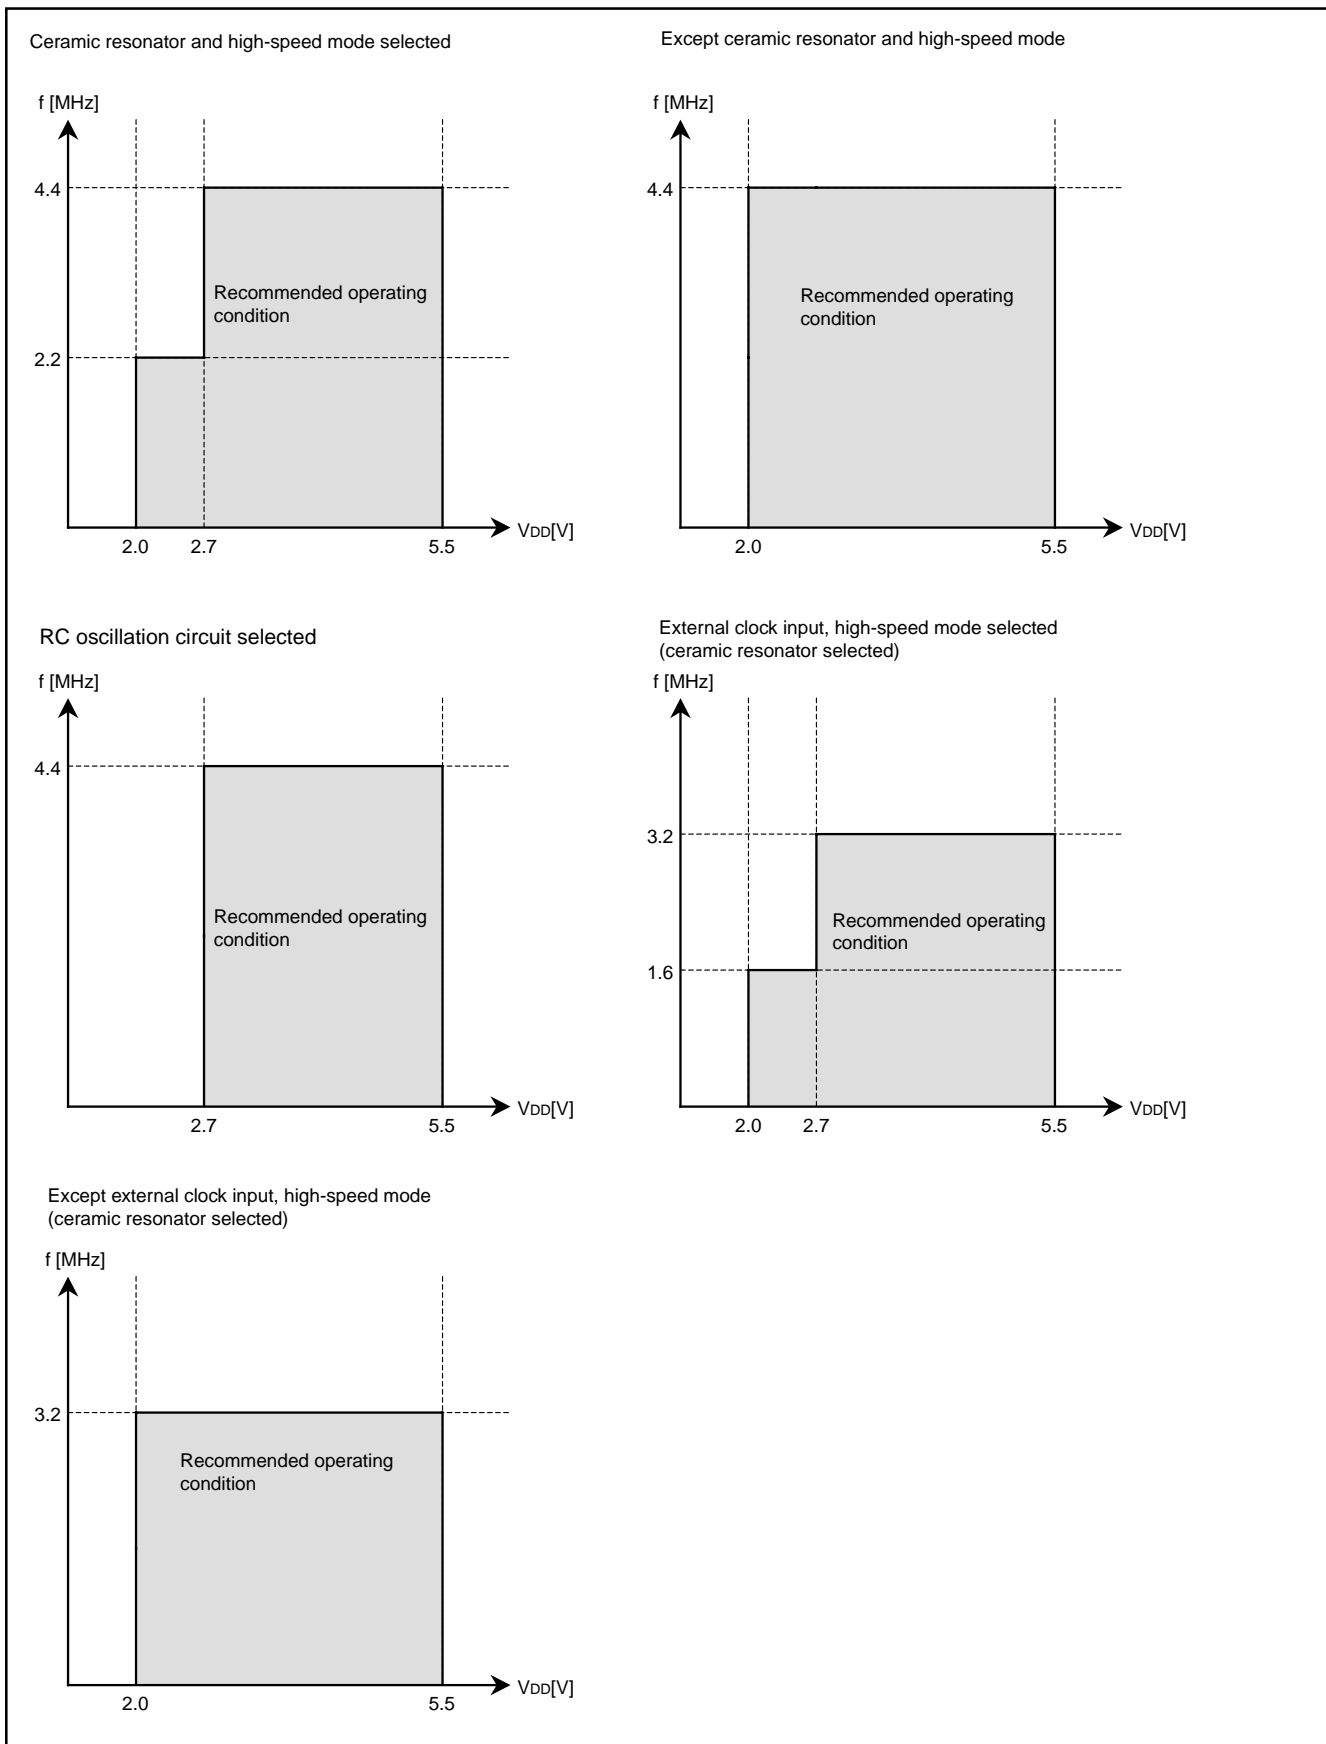 Ceramic resonator and high-speed mode selected
f [MHz]
4.4
Recommended operating
condition
2.2
VDD[V]
2.0 2.7 5.5
Except ceramic resonator and high-speed mode
f [MHz]
4.4
Recommended operating
condition
VDD[V]
2.0 5.5
RC oscillation circuit selected
f [MHz]
4.4
Recommended operating
condition
VDD[V]
2.7 5.5
External clock input, high-speed mode selected
(ceramic resonator selected)
f [MHz]
3.2
Recommended operating
condition
1.6
VDD[V]
2.0 2.7 5.5
Except external clock input, high-speed mode
(ceramic resonator selected)
f [MHz]
3.2
Recommended operating
condition
VDD[V]
2.0 5.5